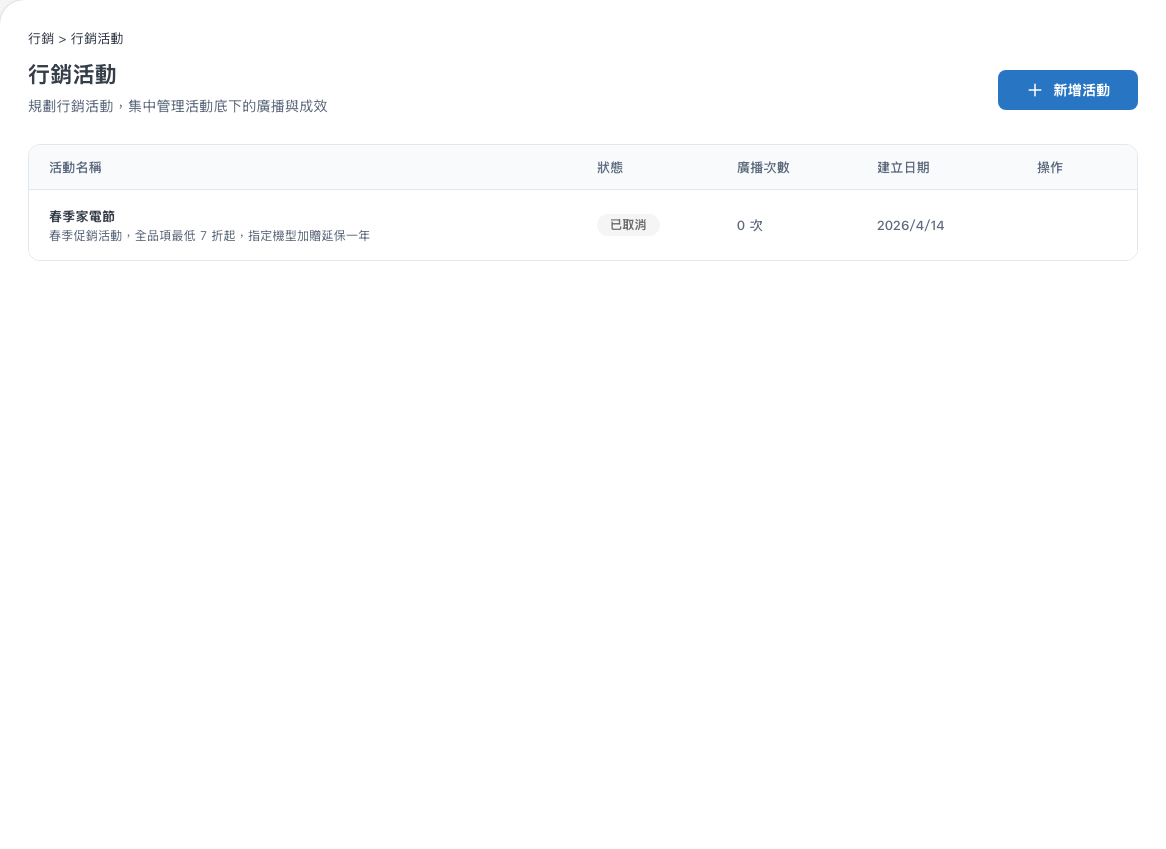 行銷 > 行銷活動
行銷活動
規劃行銷活動，集中管理活動底下的廣播與成效
新增活動
活動名稱 狀態 廣播次數 建立日期 操作
春季家電節
春季促銷活動，全品項最低 7 折起，指定機型加贈延保一年
已取消 0 次 2026/4/14